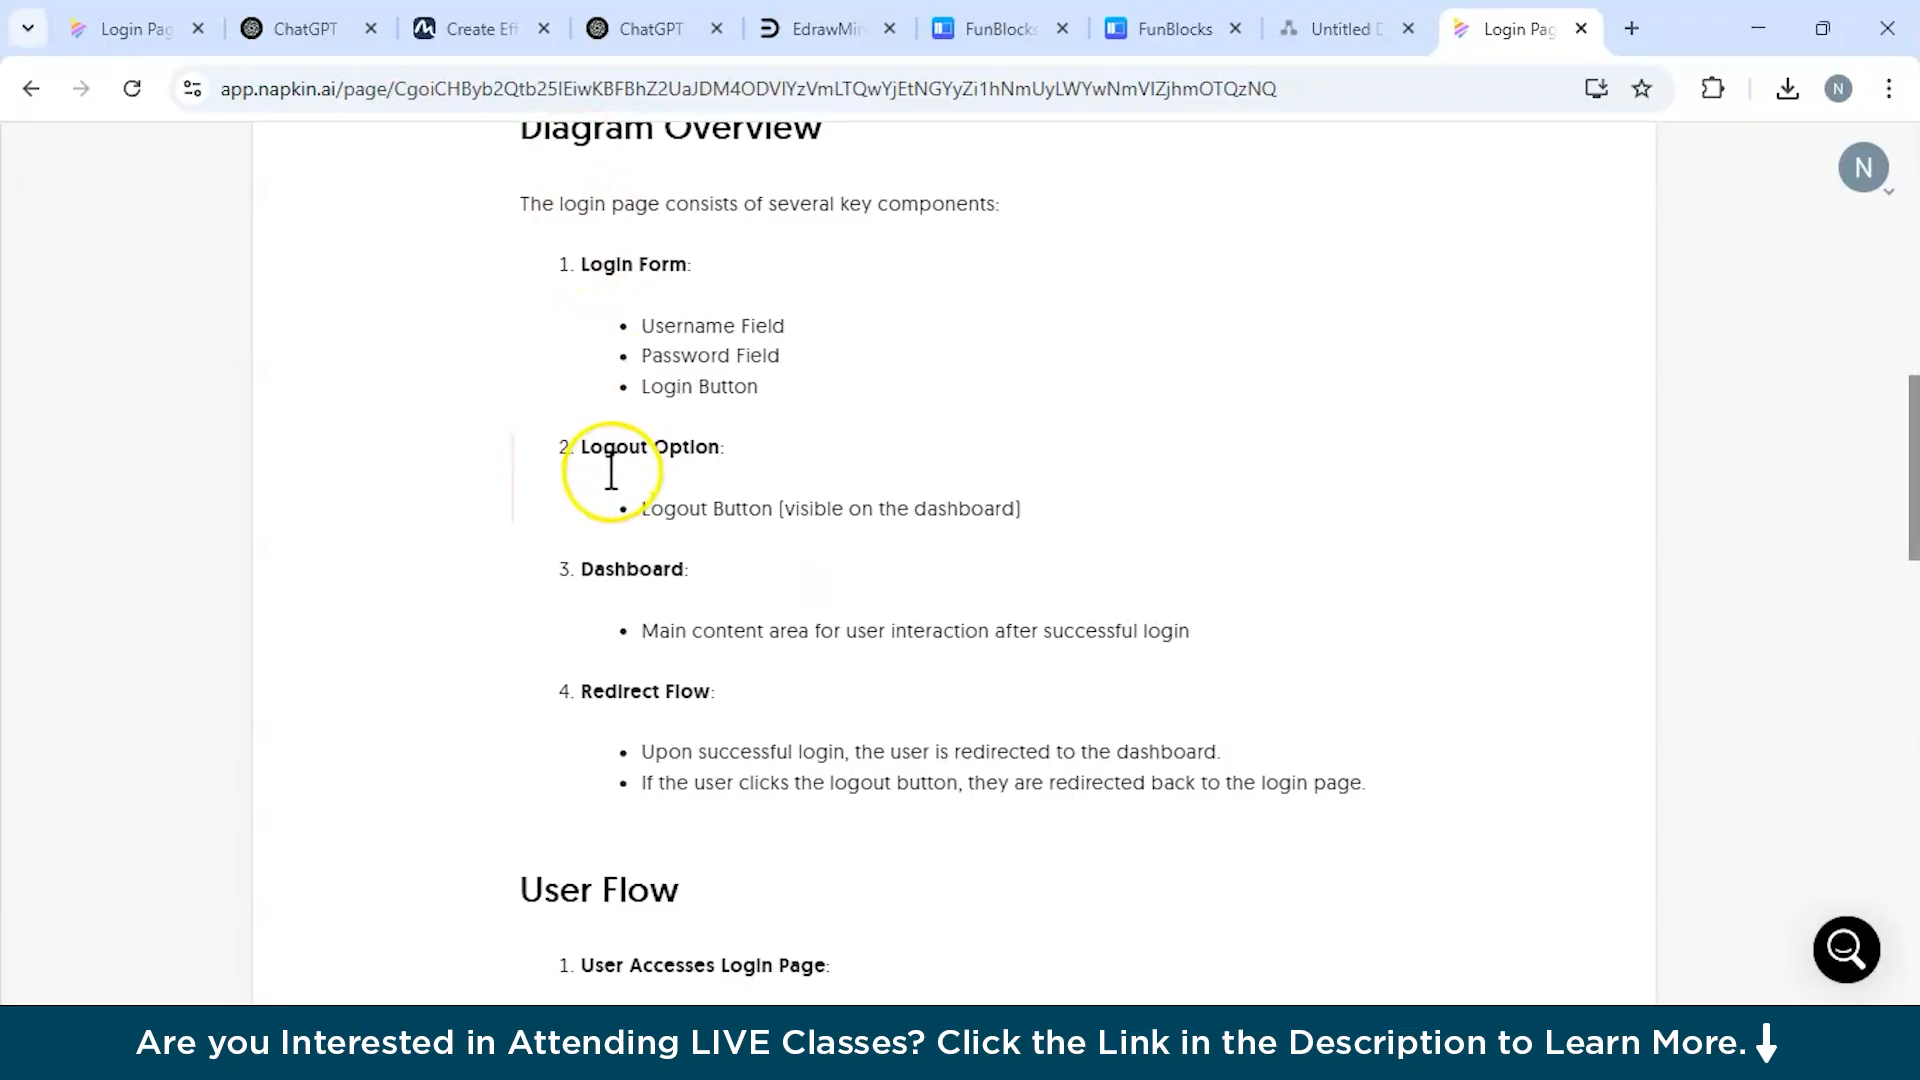 Login Pag
ChatGPT
Create Eff
ChatGPT
EdrawMin
FunBlocks
FunBlocks
Untitled D
Login Pag
app.napkin.ai/page/CgoiCHByb2Qtb25lEiwKBFBhZ2UaJDM4ODVlYzVmLTQwYjEtNGYyZi1hNmUyLWYwNmVlZjhmOTQzNQ
N
N
Diagram Overview
The login page consists of several key components:
1. Login Form:
• Username Field
• Password Field
• Login Button
2. Logout Option:
• Logout Button (visible on the dashboard)
3. Dashboard:
• Main content area for user interaction after successful login
4. Redirect Flow:
• Upon successful login, the user is redirected to the dashboard.
• If the user clicks the logout button, they are redirected back to the login page.
User Flow
1. User Accesses Login Page:
Are you Interested in Attending LIVE Classes? Click the Link in the Description to Learn More.